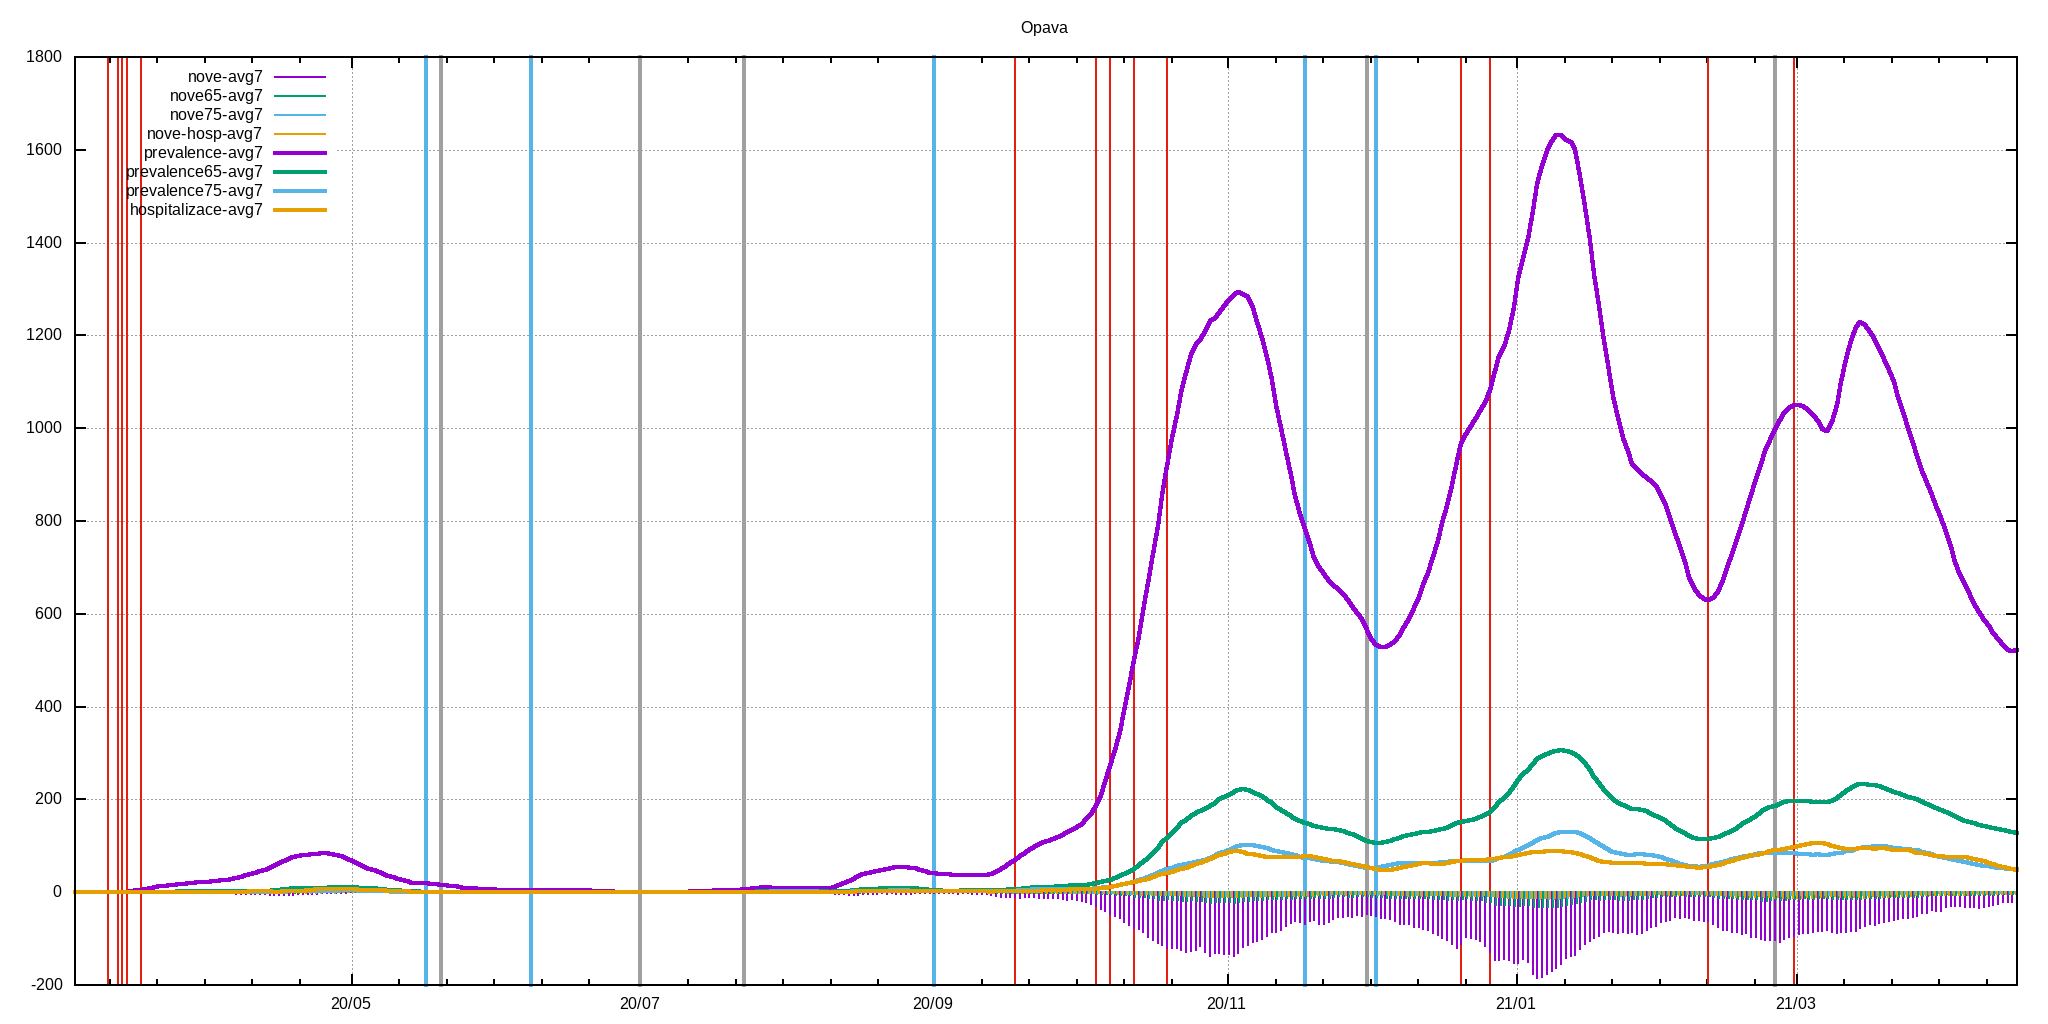 Opava
1800
1600
1400
1200
1000
800
600
400
200
0
-200
nove-avg7
nove65-avg7
nove75-avg7
nove-hosp-avg7
prevalence-avg7
prevalence65-avg7
prevalence75-avg7
hospitalizace-avg7
20/05 20/07 20/09 20/11 21/01 21/03